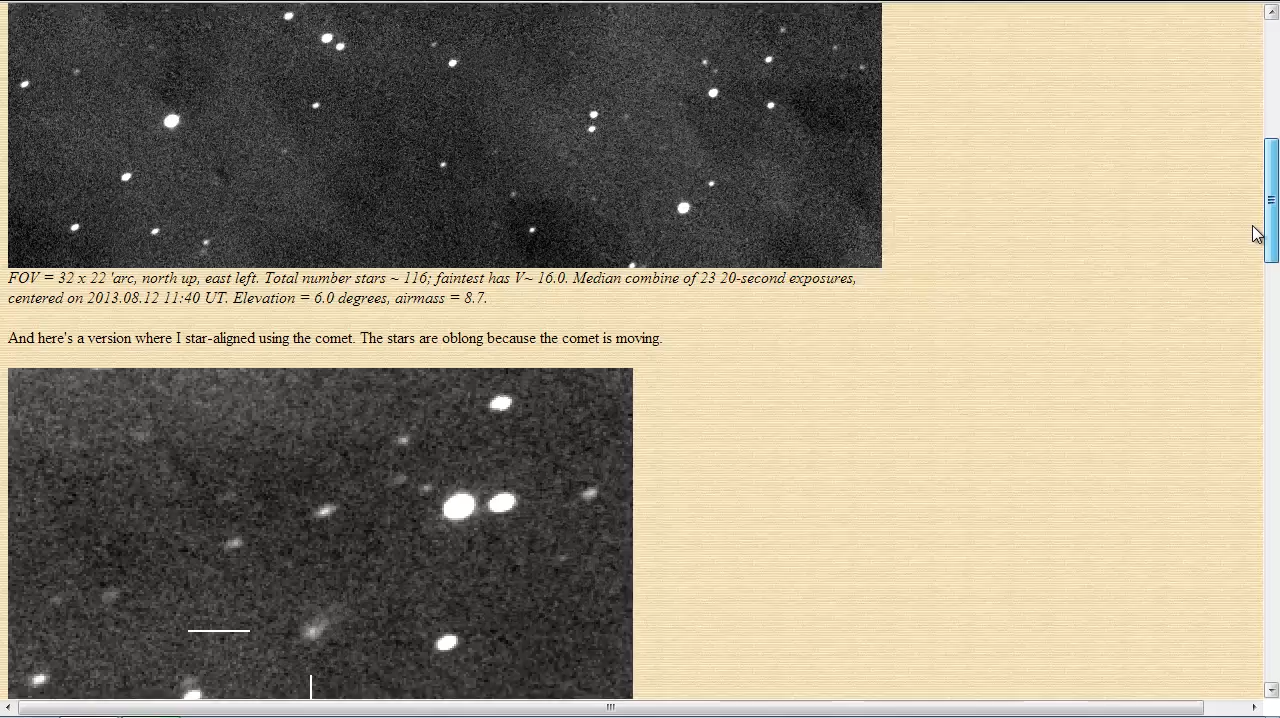 FOV = 32 x 22 'arc, north up, east left. Total number stars ~ 116; faintest has V~ 16.0. Median combine of 23 20-second exposures,
centered on 2013.08.12 11:40 UT. Elevation = 6.0 degrees, airmass = 8.7.
And here's a version where I star-aligned using the comet. The stars are oblong because the comet is moving.